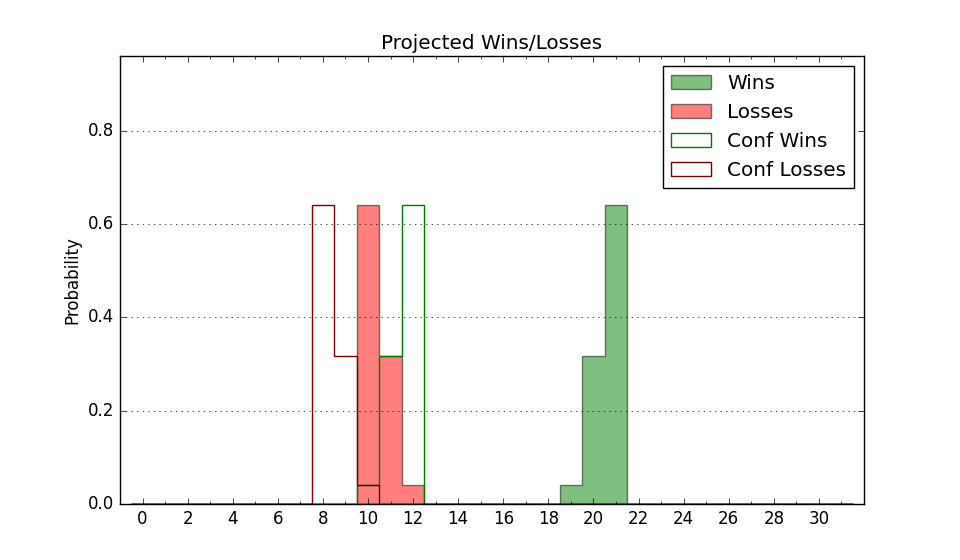 Projected Wins/Losses
Wins
Losses
Conf Wins
Conf Losses
Probability
0.8
0.6
0.4
0.2
0.0
0 2 4 6 8 10 12 14 16 18 20 22 24 26 28 30